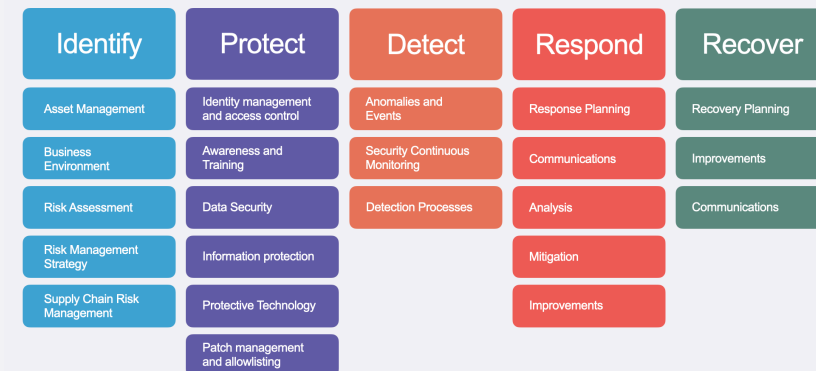 Identify
Protect
Detect
Respond
Recover
Asset Management
Business
Environment
Risk Assessment
Risk Management
Strategy
Supply Chain Risk
Management
Identity management
and access control
Awareness and
Training
Data Security
Information protection
Protective Technology
Patch management
and allowlisting
Anomalies and
Events
Security Continuous
Monitoring
Detection Processes
Response Planning
Communications
Analysis
Mitigation
Improvements
Recovery Planning
Improvements
Communications